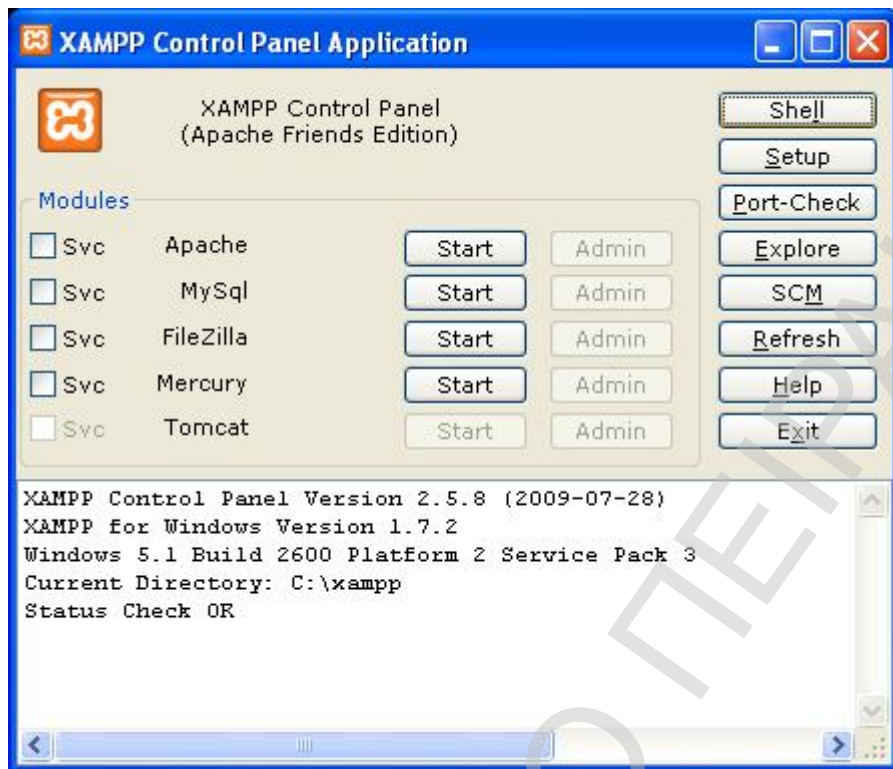 XAMPP Control Panel Application
XAMPP Control Panel
(Apache Friends Edition)
Shell
Setup
Port-Check
Explore
SCM
Refresh
Help
Exit
Modules
Svc Apache Start Admin
Svc MySql Start Admin
Svc FileZilla Start Admin
Svc Mercury Start Admin
Svc Tomcat Start Admin
XAMPP Control Panel Version 2.5.8 (2009-07-28)
XAMPP for Windows Version 1.7.2
Windows 5.1 Build 2600 Platform 2 Service Pack 3
Current Directory: C:\xampp
Status Check OK